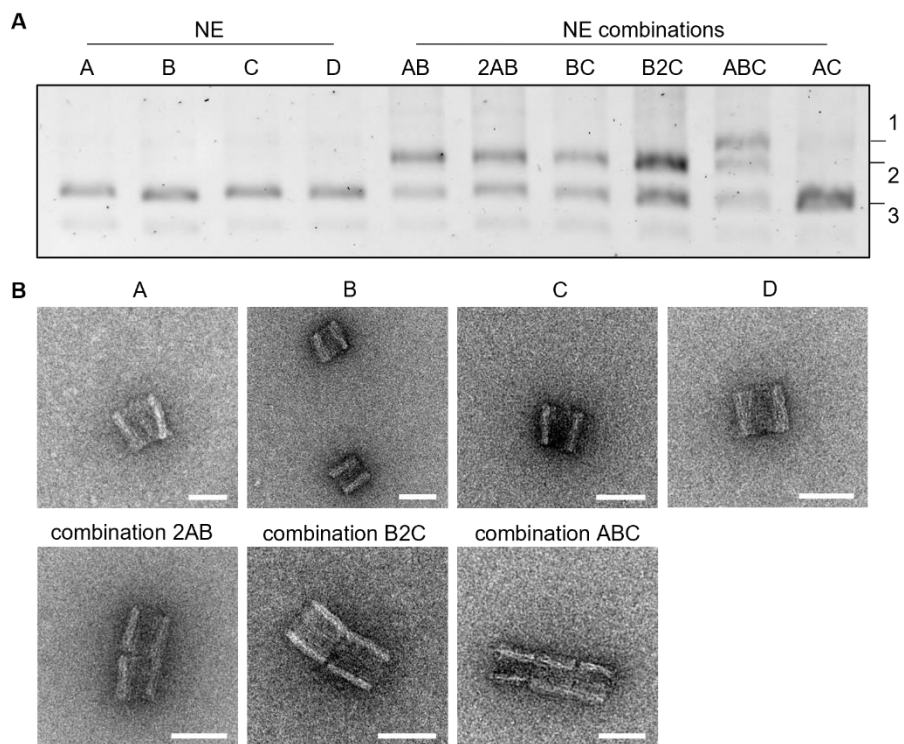 A
NE NE combinations
A B C D AB 2AB BC B2C ABC AC
1
2
3
B
A B C D
combination 2AB combination B2C combination ABC